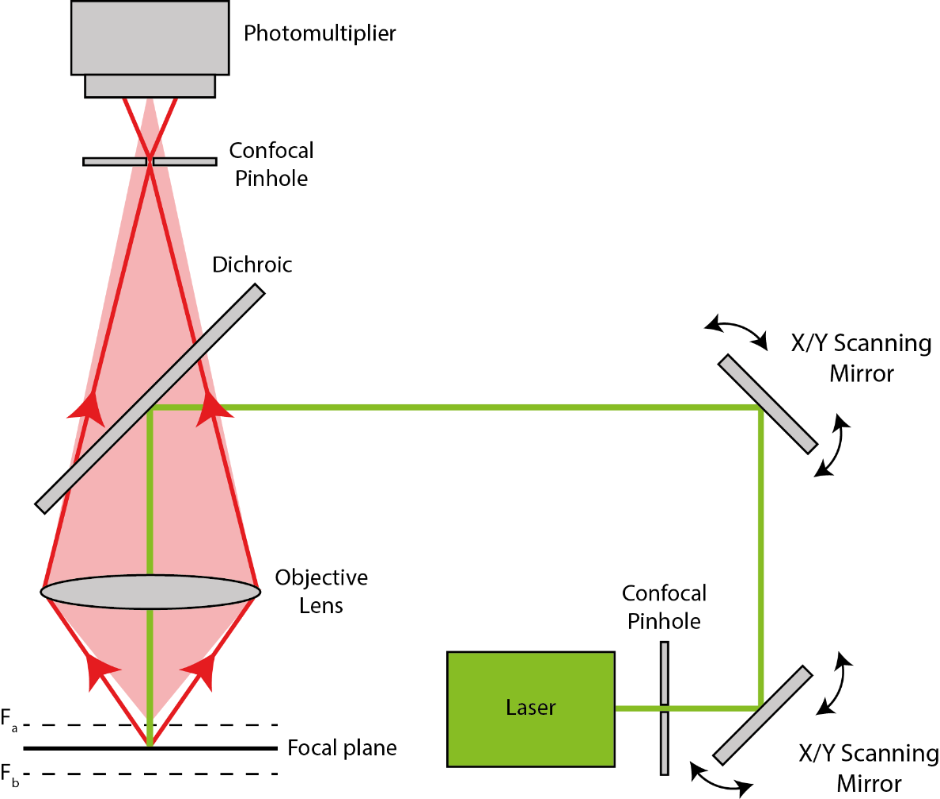 Photomultiplier
Confocal
Pinhole
Dichroic
X/Y Scanning
Mirror
Objective
Lens
Confocal
Pinhole
Laser
Fa
Focal plane
Fb
X/Y Scanning
Mirror